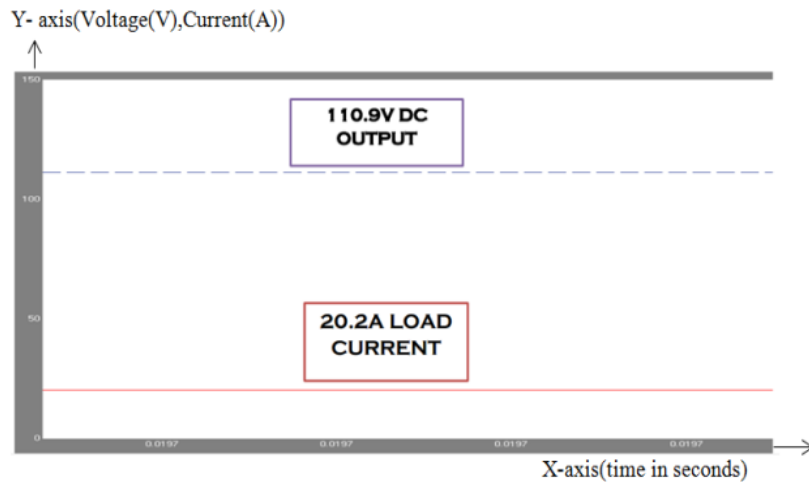 Y- axis(Voltage(V),Current(A))
150
110.9V DC
OUTPUT
100
50
20.2A LOAD
CURRENT
0
0.0197 0.0197 0.0197 0.0197
X-axis(time in seconds)